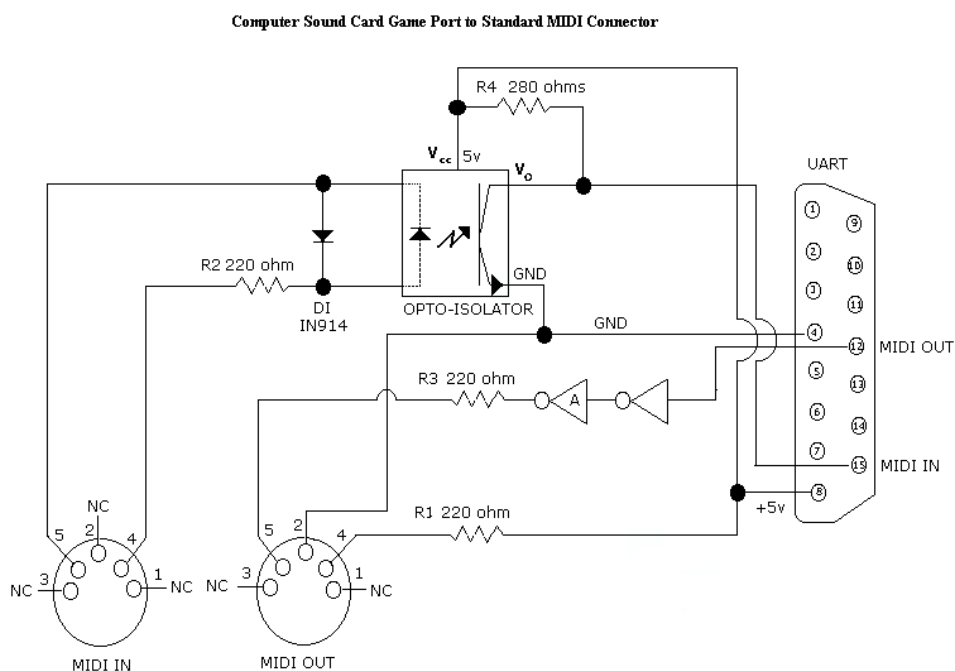 Computer Sound Card Game Port to Standard MIDI Connector
R4 280 ohms
Vcc 5v
Vo
UART
1
9
2
10
3
11
4
12
MIDI OUT
5
13
6
14
7
15
MIDI IN
8
+5v
R2 220 ohm
DI
IN914
GND
OPTO-ISOLATOR
GND
R3 220 ohm
A
R1 220 ohm
NC
5
2
4
NC
3
1
NC
MIDI IN
5
2
4
NC
3
1
NC
MIDI OUT